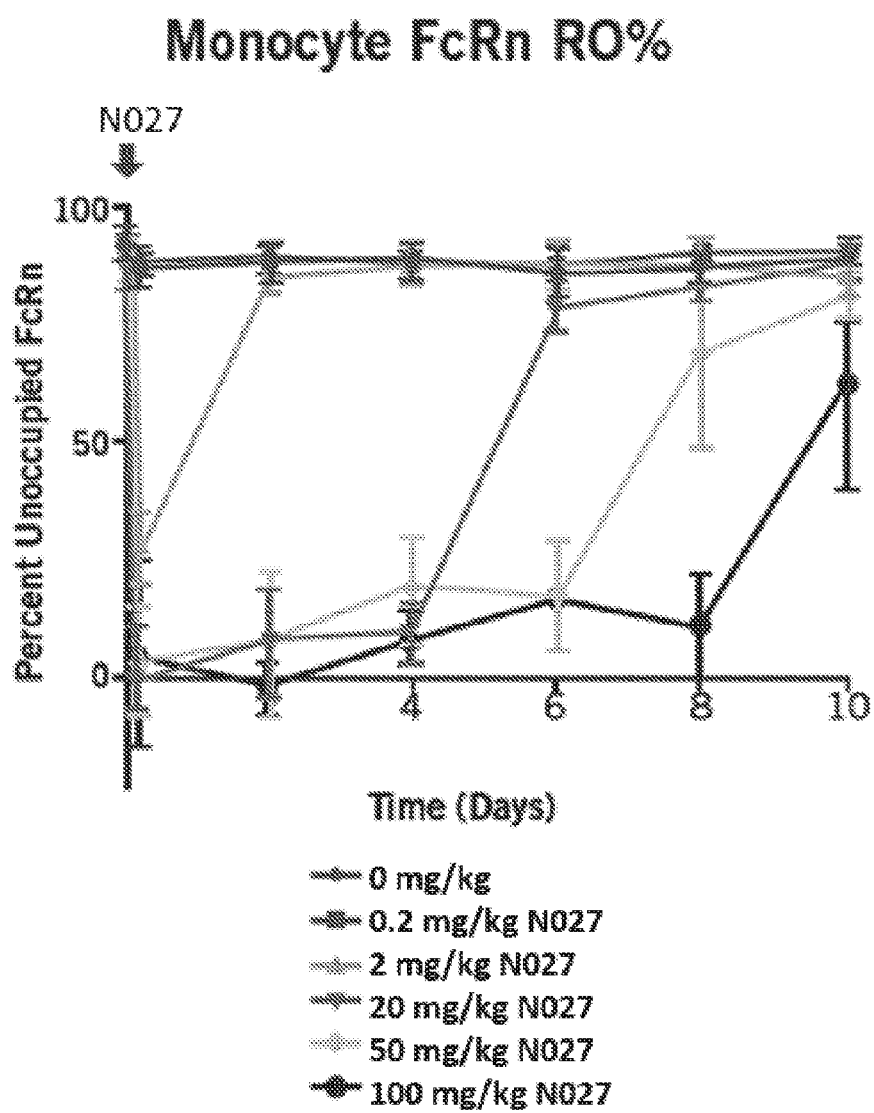 Monocyte FcRn RO%
N027
100
50
0
Percent Unoccupied FcRn
2 4 6 8 10
Time (Days)
0 mg/kg
0.2 mg/kg N027
2 mg/kg N027
20 mg/kg N027
50 mg/kg N027
100 mg/kg N027